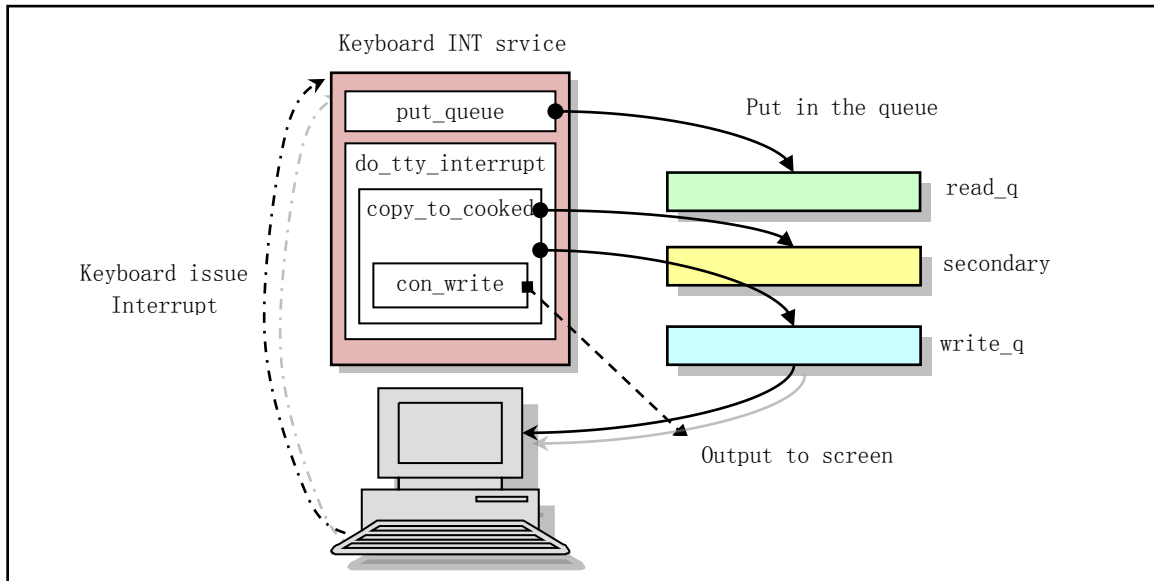 Keyboard INT srvice
put_queue
Put in the queue
do_tty_interrupt
read_q
copy_to_cooked
secondary
Keyboard issue
Interrupt
con_write
write_q
Output to screen